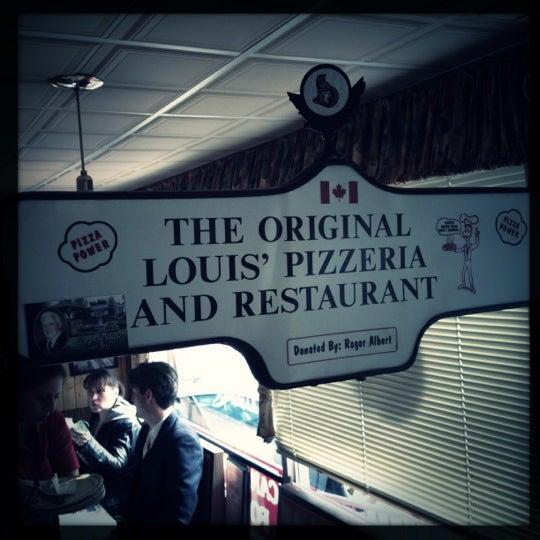 THE ORIGINAL
LOUIS' PIZZERIA
AND RESTAURANT
Donated By: Roger Albert
PIZZA
POWER
PIZZA
POWER